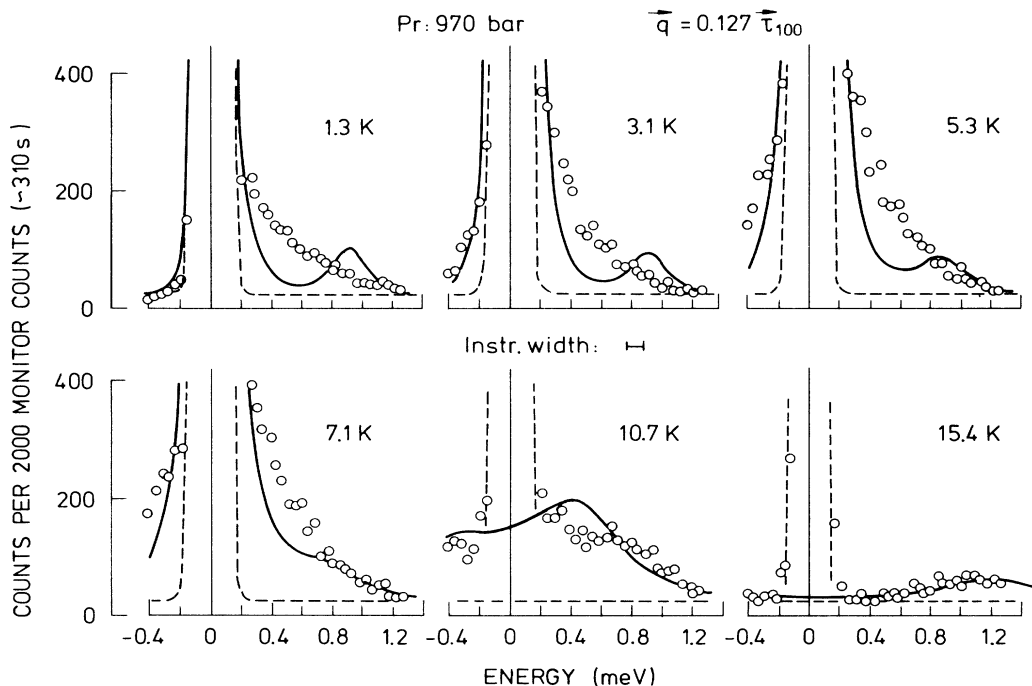 Pr: 970 bar
q = 0.127 τ₁₀₀
COUNTS PER 2000 MONITOR COUNTS (~310s)
400
200
0
1.3 K
3.1 K
5.3 K
Instr. width:
400
200
0
7.1 K
10.7 K
15.4 K
-0.4 0 0.4 0.8 1.2
-0.4 0 0.4 0.8 1.2
-0.4 0 0.4 0.8 1.2
ENERGY (meV)